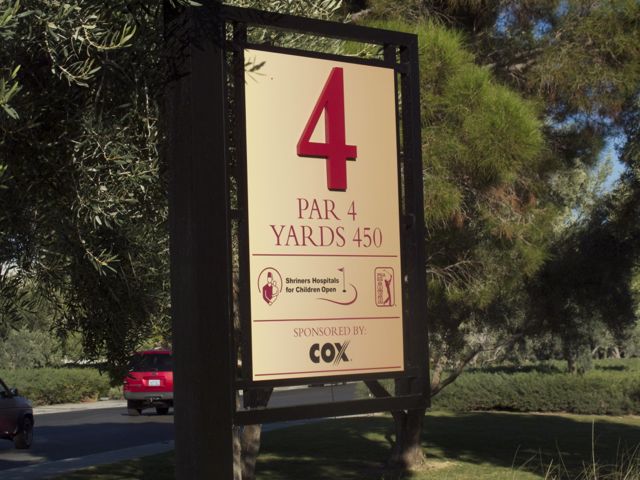 4
PAR 4
YARDS 450
Shriners Hospitals
for Children Open
SPONSORED BY:
COX